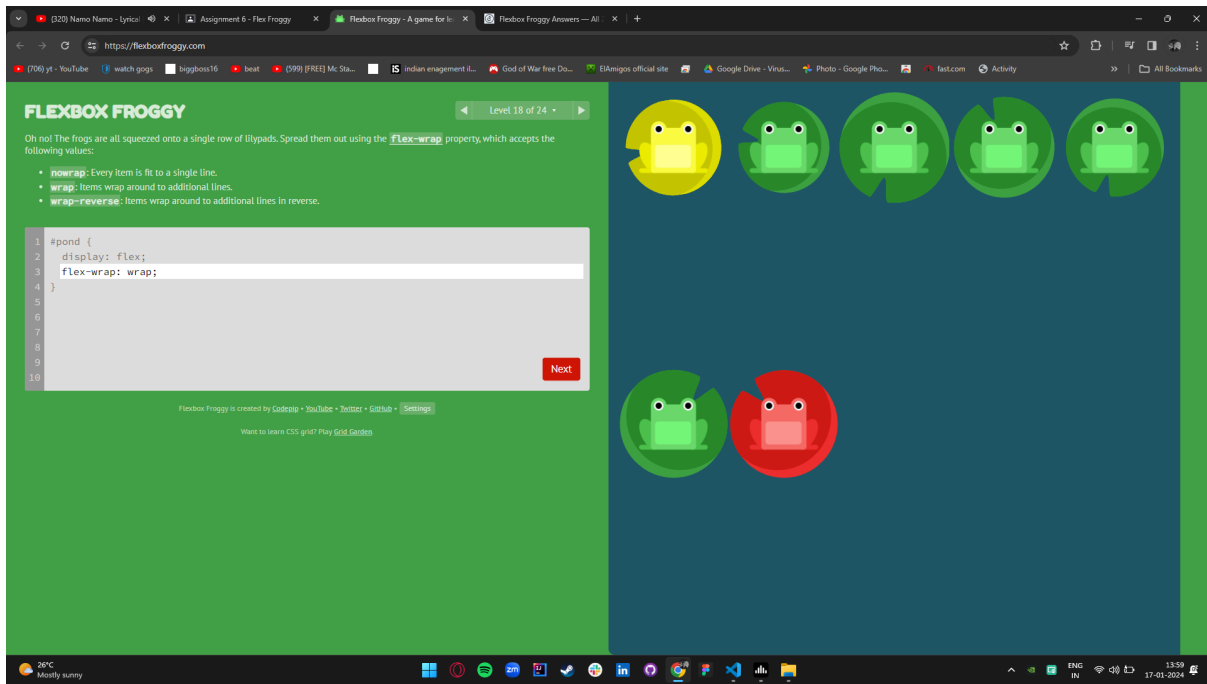 (320) Namo Namo - Lyrical
Assignment 6 - Flex Froggy
Flexbox Froggy - A game for le
Flexbox Froggy Answers — All
https://flexboxfroggy.com
(706) yt - YouTube
watch gogs
biggboss16
beat
(599) [FREE] Mc Sta...
indian enagement il...
God of War free Do...
ElAmigos official site
Google Drive - Virus...
Photo - Google Pho...
fast.com
Activity
»
All Bookmarks
FLEXBOX FROGGY
Level 18 of 24
Oh no! The frogs are all squeezed onto a single row of lilypads. Spread them out using the flex-wrap property, which accepts the
following values:
• nowrap: Every item is fit to a single line.
• wrap: Items wrap around to additional lines.
• wrap-reverse: Items wrap around to additional lines in reverse.
1 #pond {
2 display: flex;
3 flex-wrap: wrap;
4 }
5
6
7
8
9
10
Next
Flexbox Froggy is created by Codepip • YouTube • Twitter • GitHub • Settings
Want to learn CSS grid? Play Grid Garden.
26°C
Mostly sunny
zm
in
ENG
IN
13:59
17-01-2024